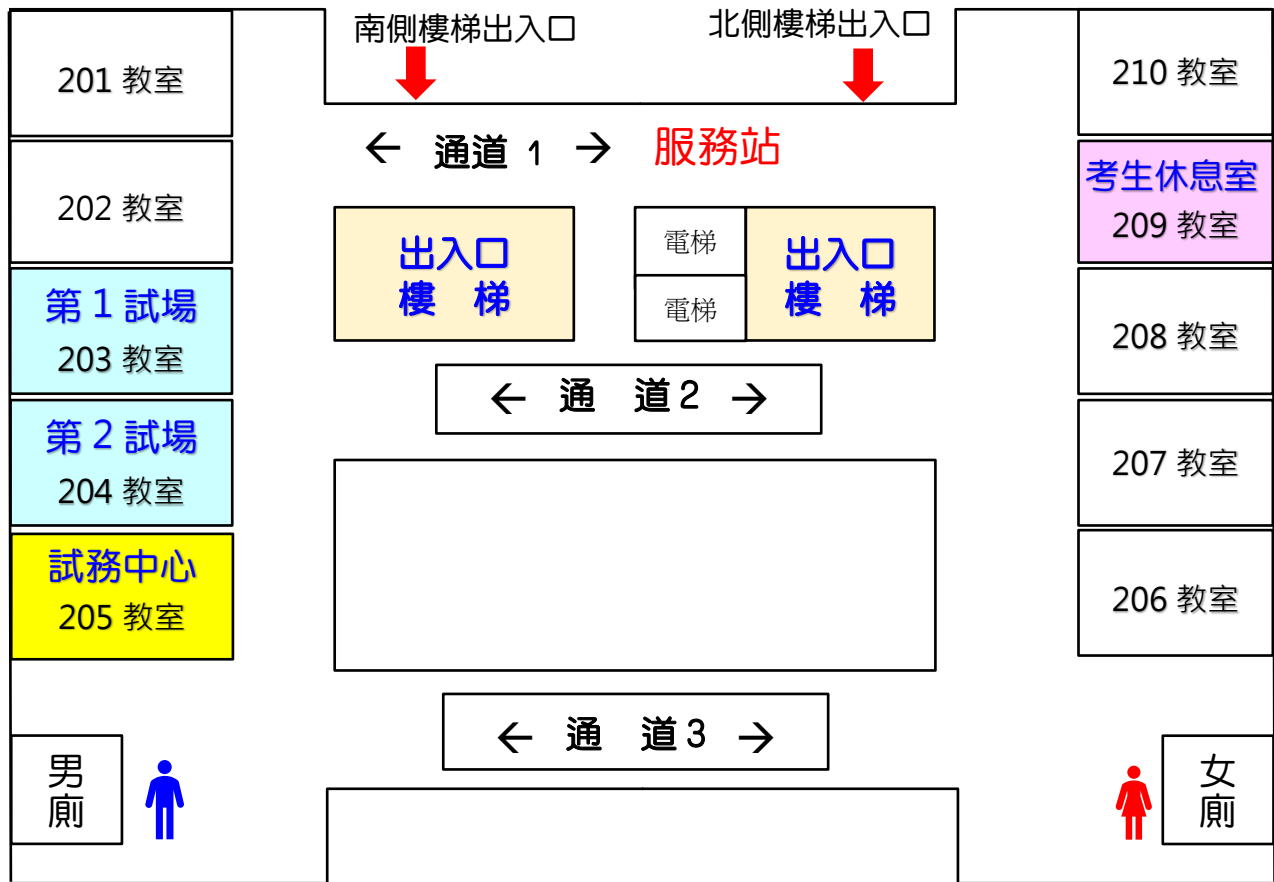 南側樓梯出入口
北側樓梯出入口
201 教室
210 教室
← 通道 1 → 服務站
202 教室
考生休息室
209 教室
出入口
樓 梯
電梯
電梯
出入口
樓 梯
第 1 試場
203 教室
208 教室
← 通 道2 →
第 2 試場
204 教室
207 教室
試務中心
205 教室
206 教室
← 通 道3 →
男
廁
女
廁